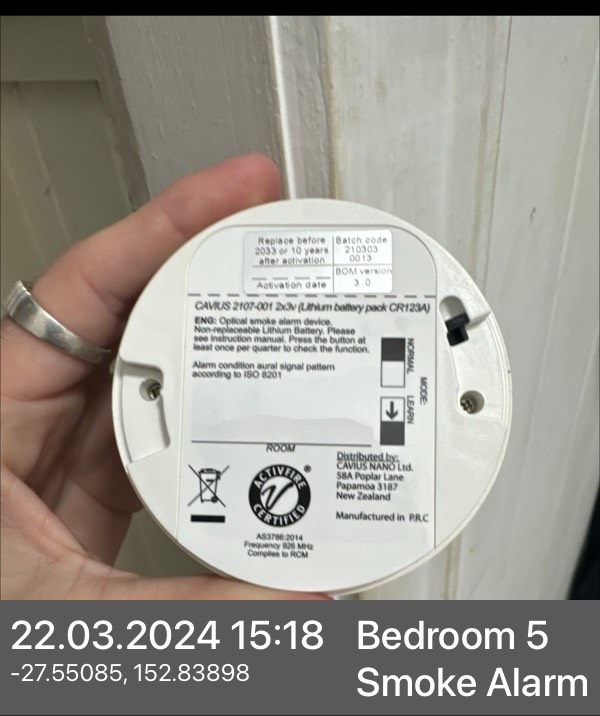 Replace before
2033 or 10 years
after activation
Activation date
Batch code
210303
0013
BOM version
3.0
CAVIUS 2107-001 2x3v (Lithium battery pack CR123A)
ENG: Optical smoke alarm device.
Non-replaceable Lithium Battery. Please
see instruction manual. Press the button at
least once per quarter to check the function.
Alarm condition aural signal pattern
according to ISO 8201
NORMAL
MODE:
LEARN
ROOM
ACTIVFIRE ®
CERTIFIED
AS3786:2014
Frequency 926 MHz
Complies to RCM
Distributed by:
CAVIUS NANO Ltd.
58A Poplar Lane
Papamoa 3187
New Zealand
Manufactured in P.R.C
22.03.2024 15:18
-27.55085, 152.83898
Bedroom 5
Smoke Alarm